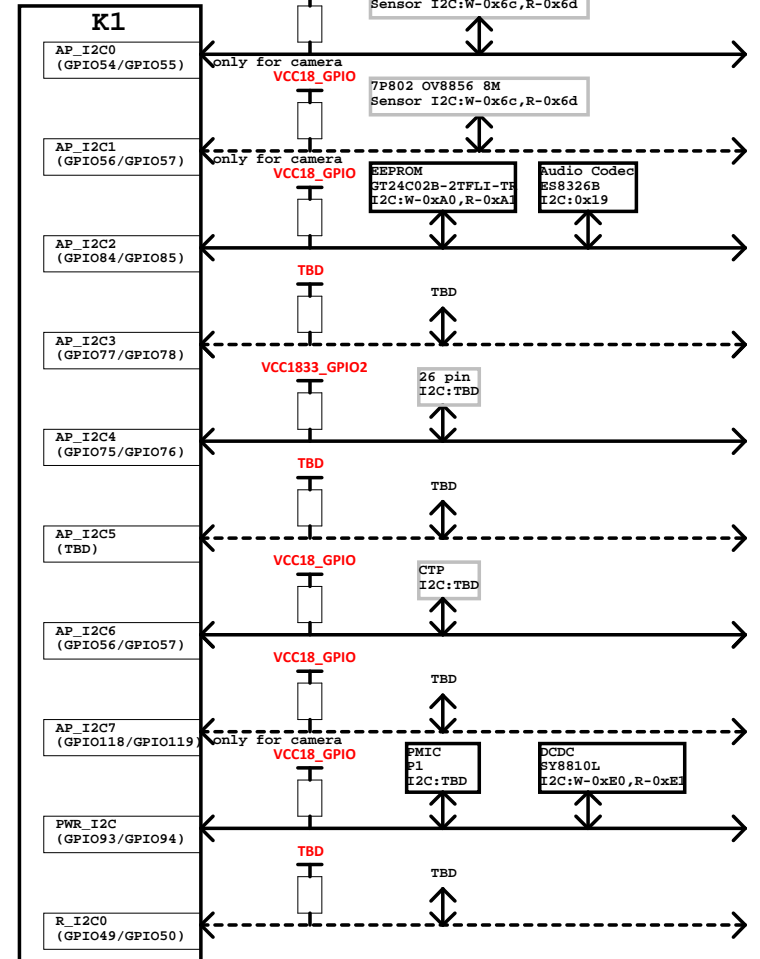 Sensor I2C:W-0x6c,R-0x6d
K1
AP_I2C0
(GPIO54/GPIO55)
only for camera
VCC18_GPIO
7P802 OV8856 8M
Sensor I2C:W-0x6c,R-0x6d
AP_I2C1
(GPIO56/GPIO57)
only for camera
VCC18_GPIO
EEPROM
GT24C02B-2TFLI-TR
I2C:W-0xA0,R-0xA1
Audio Codec
ES8326B
I2C:0x19
AP_I2C2
(GPIO84/GPIO85)
TBD
TBD
AP_I2C3
(GPIO77/GPIO78)
VCC1833_GPIO2
26 pin
I2C:TBD
AP_I2C4
(GPIO75/GPIO76)
TBD
TBD
AP_I2C5
(TBD)
VCC18_GPIO
CTP
I2C:TBD
AP_I2C6
(GPIO56/GPIO57)
VCC18_GPIO
TBD
AP_I2C7
(GPIO118/GPIO119)
only for camera
VCC18_GPIO
PMIC
P1
I2C:TBD
DCDC
SY8810L
I2C:W-0xE0,R-0xE1
PWR_I2C
(GPIO93/GPIO94)
TBD
TBD
R_I2C0
(GPIO49/GPIO50)